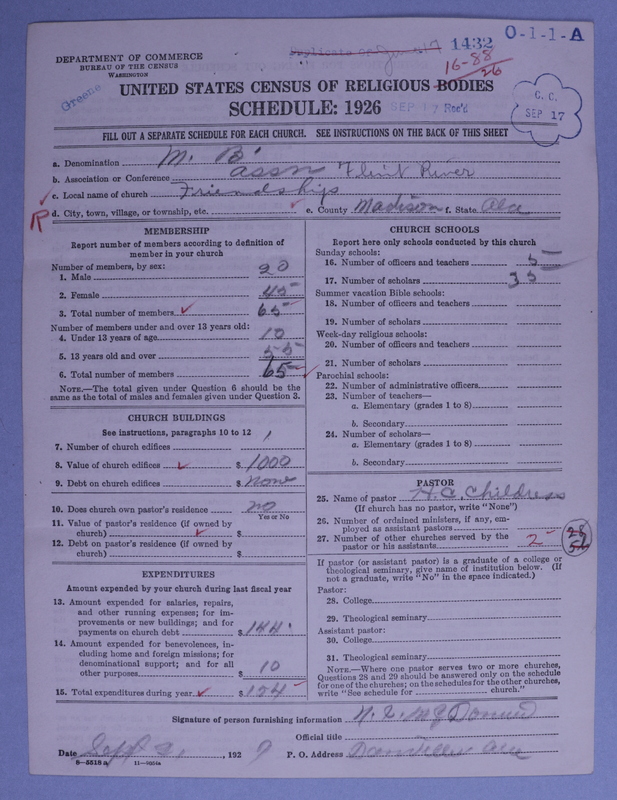 DEPARTMENT OF COMMERCE
BUREAU OF THE CENSUS
WASHINGTON
Duplicate of
1432
O-1-1-A
16-88
26
Greene
UNITED STATES CENSUS OF RELIGIOUS BODIES
SCHEDULE: 1926
SEP 17 Rec'd
C. C.
SEP 17
FILL OUT A SEPARATE SCHEDULE FOR EACH CHURCH. SEE INSTRUCTIONS ON THE BACK OF THIS SHEET
a. Denomination M. B.
b. Association or Conference assn Flint River
c. Local name of church Friendship
R d. City, town, village, or township, etc. e. County Madison f. State Ala
MEMBERSHIP
Report number of members according to definition of
member in your church
Number of members, by sex:
1. Male 20
2. Female 45
3. Total number of members 65
Number of members under and over 13 years old:
4. Under 13 years of age 10
5. 13 years old and over 55
6. Total number of members 65
NOTE.—The total given under Question 6 should be the
same as the total of males and females given under Question 3.
CHURCH BUILDINGS
See instructions, paragraphs 10 to 12
7. Number of church edifices 1
8. Value of church edifices $ 1000
9. Debt on church edifices $ None
10. Does church own pastor's residence no
Yes or No
11. Value of pastor's residence (if owned by
church) $
12. Debt on pastor's residence (if owned by
church) $
EXPENDITURES
Amount expended by your church during last fiscal year
13. Amount expended for salaries, repairs,
and other running expenses; for im-
provements or new buildings; and for
payments on church debt $ 144
14. Amount expended for benevolences, in-
cluding home and foreign missions; for
denominational support; and for all
other purposes $ 10
15. Total expenditures during year $ 154
CHURCH SCHOOLS
Report here only schools conducted by this church
Sunday schools:
16. Number of officers and teachers 5
17. Number of scholars 35
Summer vacation Bible schools:
18. Number of officers and teachers
19. Number of scholars
Week-day religious schools:
20. Number of officers and teachers
21. Number of scholars
Parochial schools:
22. Number of administrative officers
23. Number of teachers—
a. Elementary (grades 1 to 8)
b. Secondary
24. Number of scholars—
a. Elementary (grades 1 to 8)
b. Secondary
PASTOR
25. Name of pastor H. C. Childress
(If church has no pastor, write "None")
26. Number of ordained ministers, if any, em-
ployed as assistant pastors
27. Number of other churches served by the
pastor or his assistants 2
28
If pastor (or assistant pastor) is a graduate of a college or
theological seminary, give name of institution below. (If
not a graduate, write "No" in the space indicated.)
Pastor:
28. College
29. Theological seminary
Assistant pastor:
30. College
31. Theological seminary
NOTE.—Where one pastor serves two or more churches,
Questions 28 and 29 should be answered only on the schedule
for one of the churches; on the schedules for the other churches,
write "See schedule for church."
Signature of person furnishing information
Official title
Date Sept 2, 1927 P. O. Address Ala
8—5518 a 11—9664a